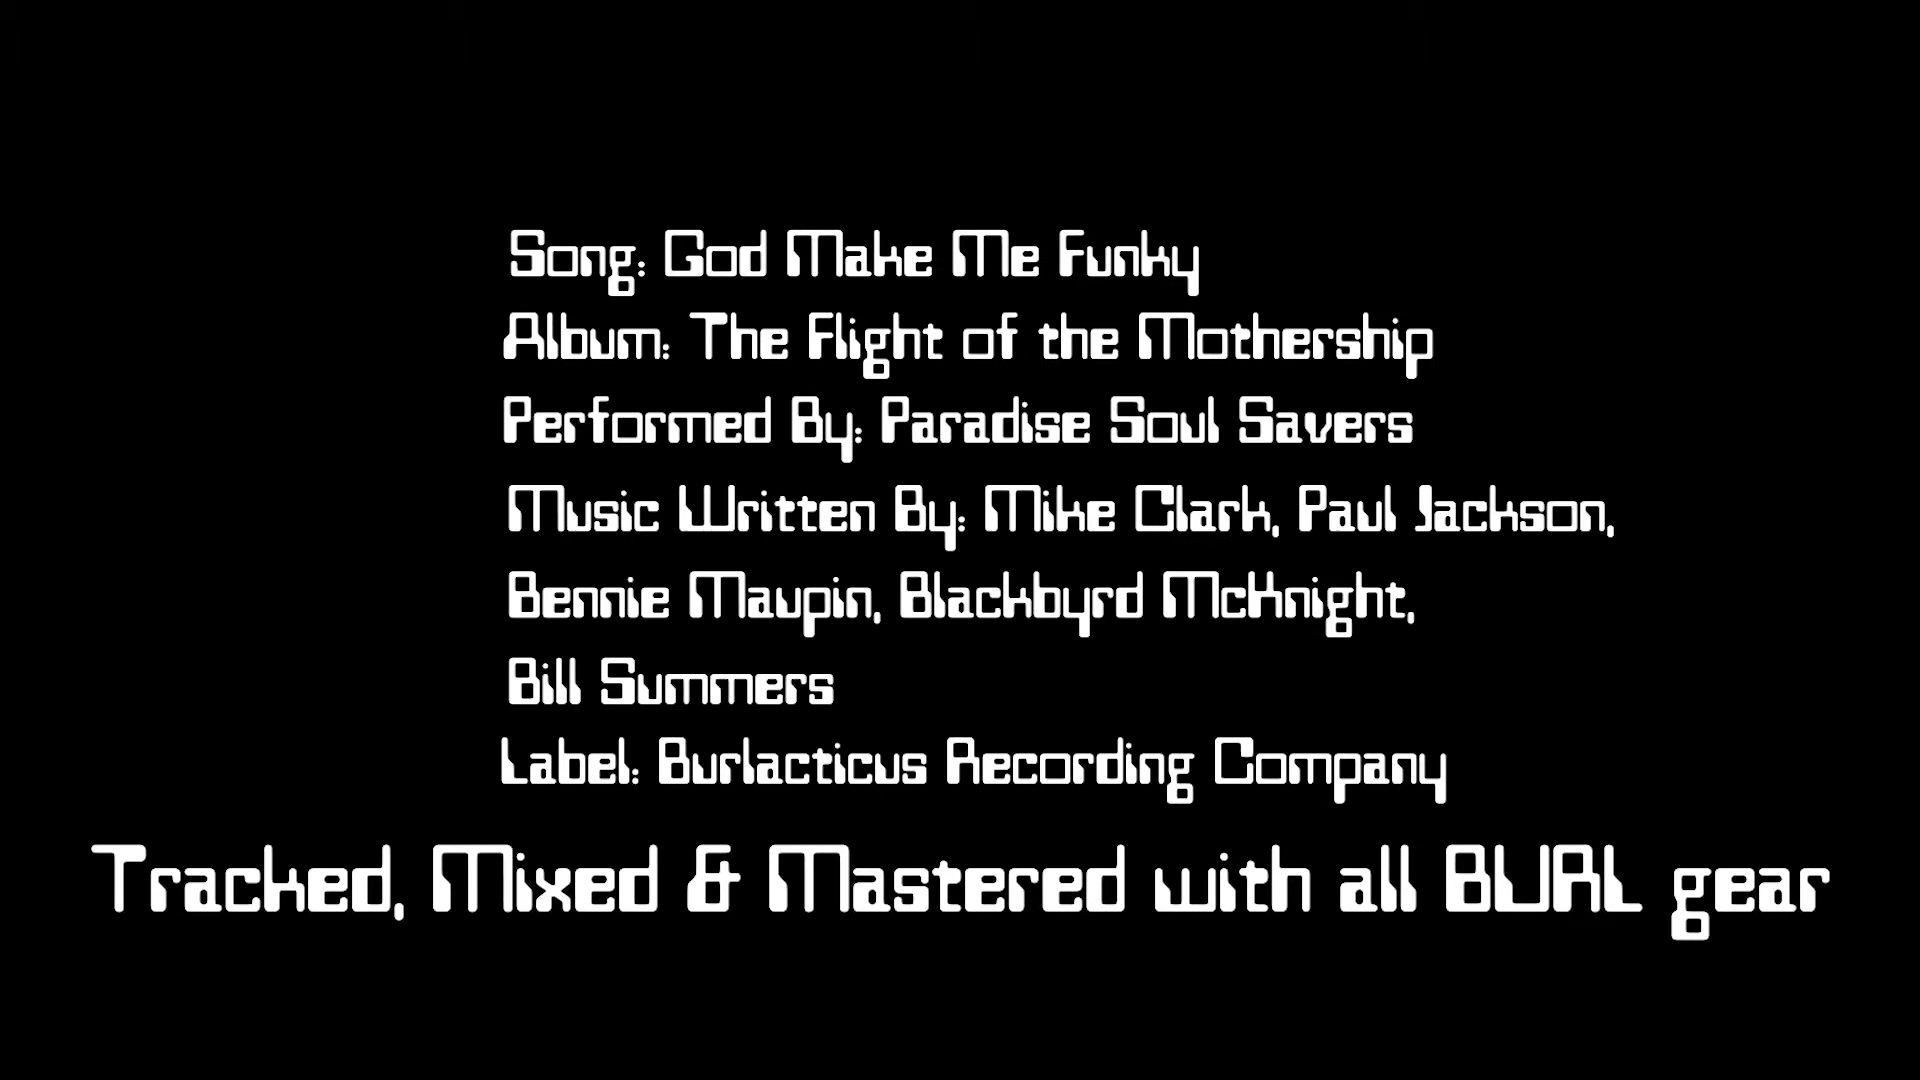 Song: God Make Me Funky
Album: The Flight of the Mothership
Performed By: Paradise Soul Savers
Music Written By: Mike Clark, Paul Jackson,
Bennie Maupin, Blackbyrd McKnight,
Bill Summers
Label: Burlacticus Recording Company
Tracked, Mixed & Mastered with all BURL gear